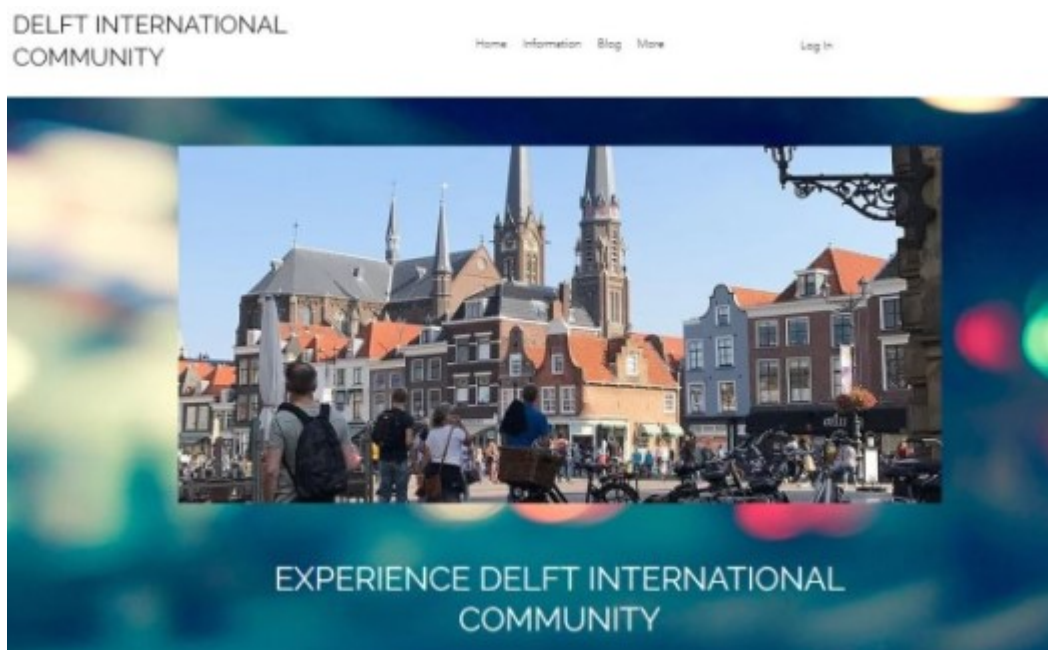 DELFT INTERNATIONAL
COMMUNITY
Home Information Blog More
Log In
EXPERIENCE DELFT INTERNATIONAL
COMMUNITY